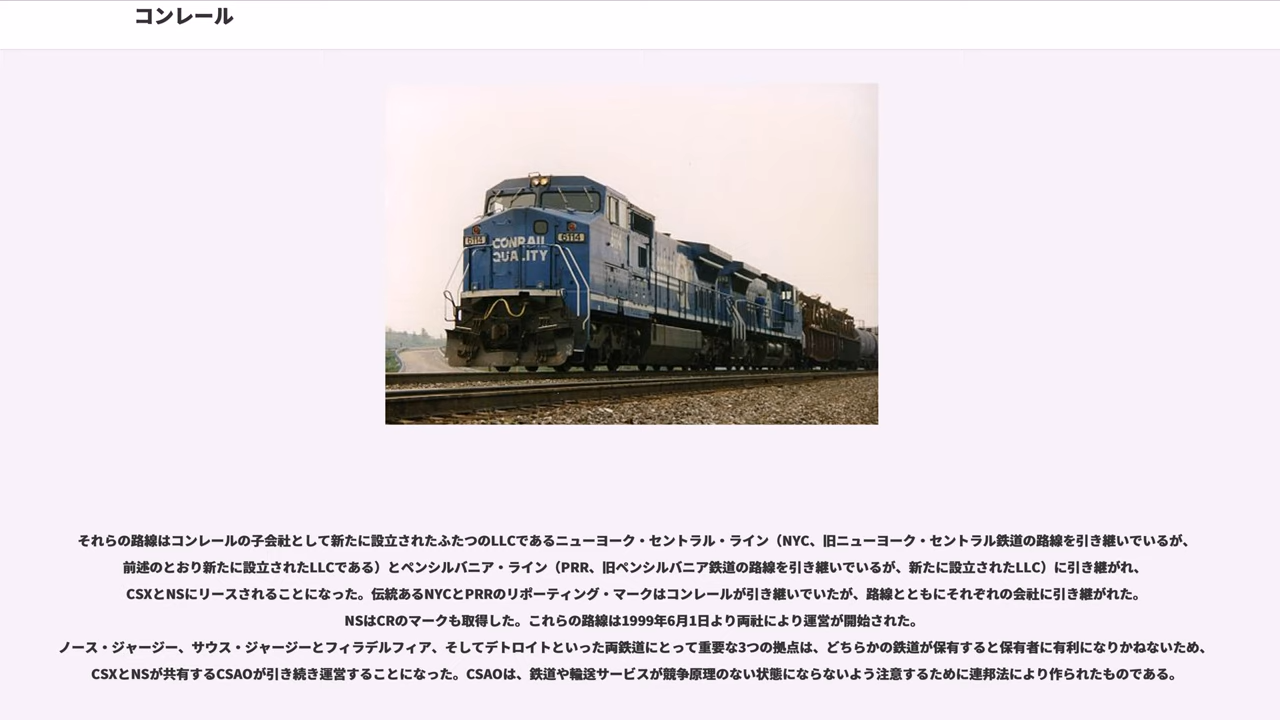 コンレール
6114
CONRAIL
6114
QUALITY
それらの路線はコンレールの子会社として新たに設立されたふたつのLLCであるニューヨーク・セントラル・ライン（NYC、旧ニューヨーク・セントラル鉄道の路線を引き継いでいるが、
前述のとおり新たに設立されたLLCである）とペンシルバニア・ライン（PRR、旧ペンシルバニア鉄道の路線を引き継いでいるが、新たに設立されたLLC）に引き継がれ、
CSXとNSにリースされることになった。伝統あるNYCとPRRのリポーティング・マークはコンレールが引き継いでいたが、路線とともにそれぞれの会社に引き継がれた。
NSはCRのマークも取得した。これらの路線は1999年6月1日より両社により運営が開始された。
ノース・ジャージー、サウス・ジャージーとフィラデルフィア、そしてデトロイトといった両鉄道にとって重要な3つの拠点は、どちらかの鉄道が保有すると保有者に有利になりかねないため、
CSXとNSが共有するCSAOが引き続き運営することになった。CSAOは、鉄道や輸送サービスが競争原理のない状態にならないよう注意するために連邦法により作られたものである。